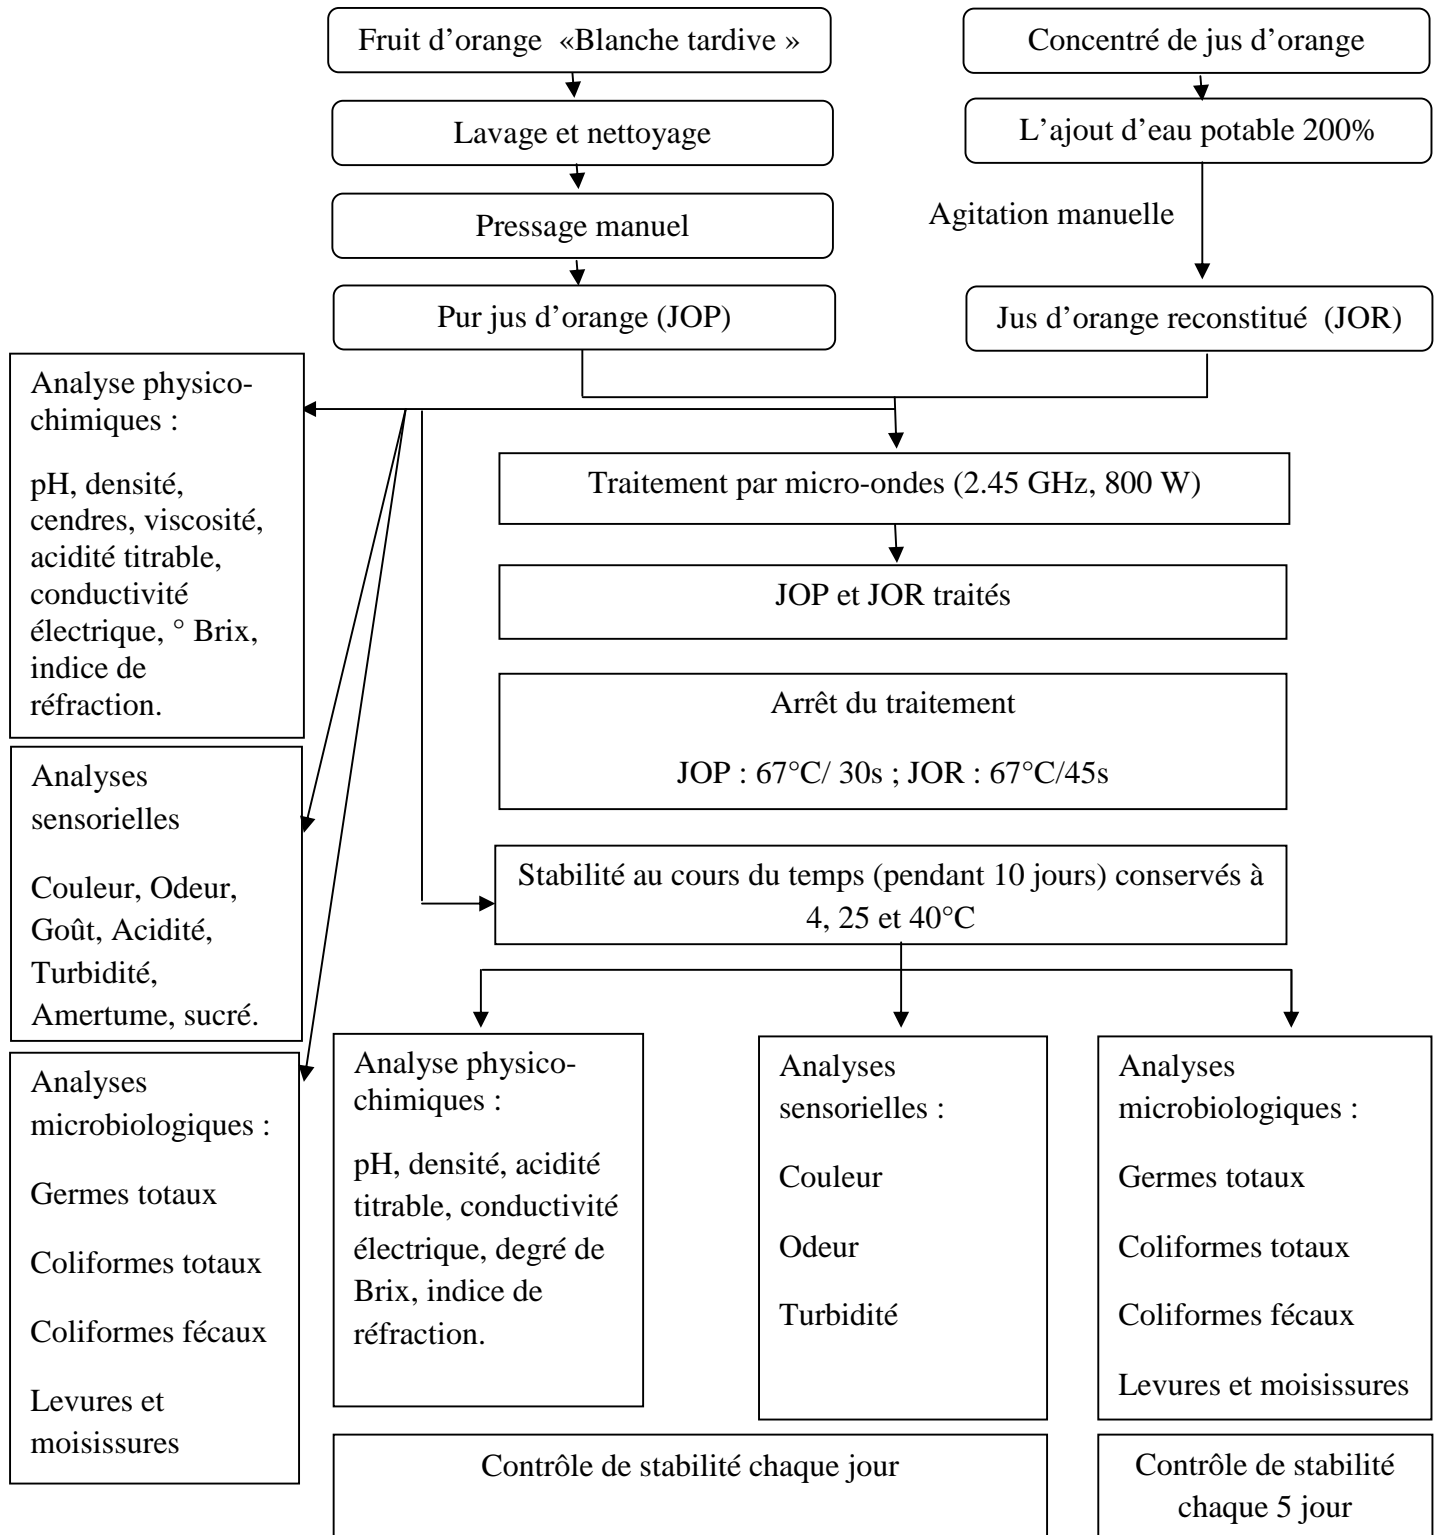 Fruit d’orange «Blanche tardive »
Concentré de jus d’orange
Lavage et nettoyage
L’ajout d’eau potable 200%
Pressage manuel
Agitation manuelle
Pur jus d’orange (JOP)
Jus d’orange reconstitué (JOR)
Analyse physico-
chimiques :
pH, densité,
cendres, viscosité,
acidité titrable,
conductivité
électrique, ° Brix,
indice de
réfraction.
Traitement par micro-ondes (2.45 GHz, 800 W)
JOP et JOR traités
Arrêt du traitement
JOP : 67°C/ 30s ; JOR : 67°C/45s
Analyses
sensorielles
Couleur, Odeur,
Goût, Acidité,
Turbidité,
Amertume, sucré.
Stabilité au cours du temps (pendant 10 jours) conservés à
4, 25 et 40°C
Analyses
microbiologiques :
Germes totaux
Coliformes totaux
Coliformes fécaux
Levures et
moisissures
Analyse physico-
chimiques :
pH, densité, acidité
titrable, conductivité
électrique, degré de
Brix, indice de
réfraction.
Analyses
sensorielles :
Couleur
Odeur
Turbidité
Analyses
microbiologiques :
Germes totaux
Coliformes totaux
Coliformes fécaux
Levures et moisissures
Contrôle de stabilité chaque jour
Contrôle de stabilité
chaque 5 jour